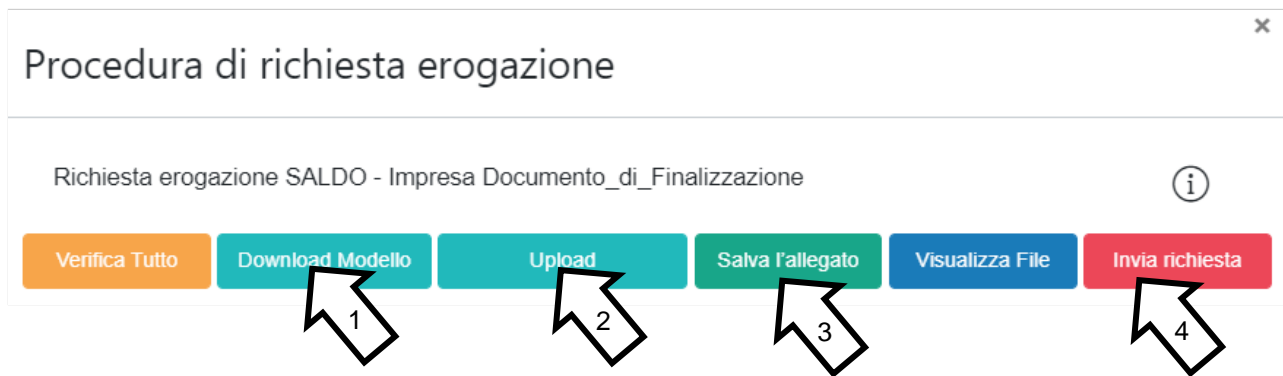 ×
Procedura di richiesta erogazione
Richiesta erogazione SALDO - Impresa Documento_di_Finalizzazione
i
Verifica Tutto Download Modello Upload Salva l'allegato Visualizza File Invia richiesta
1 2 3 4